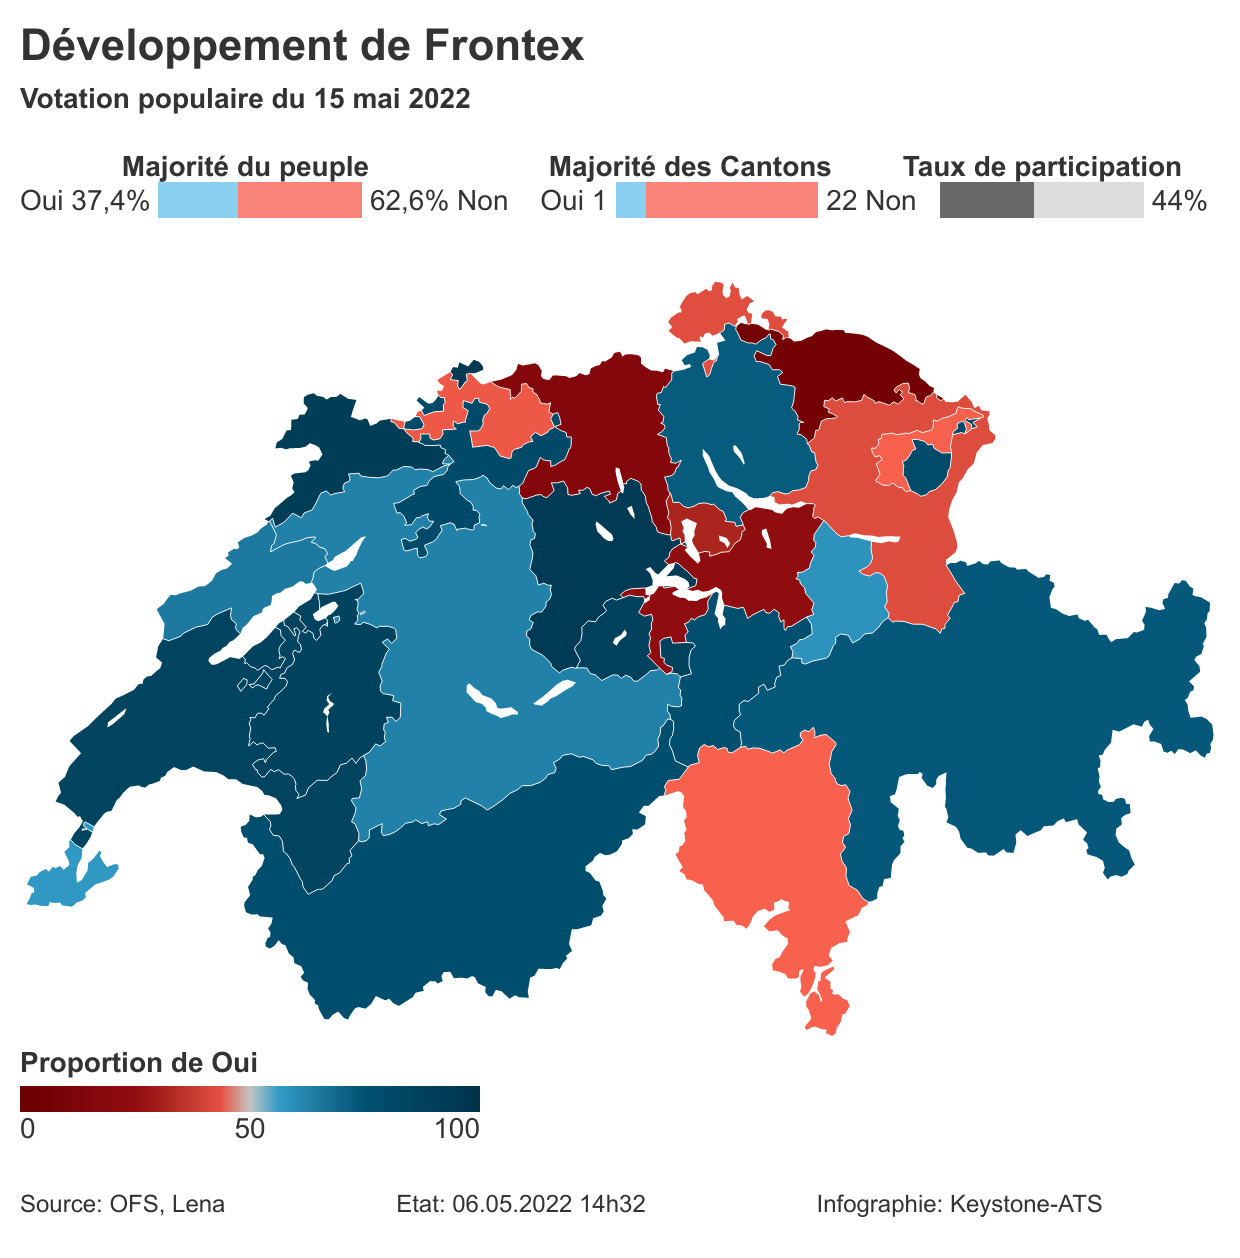 Développement de Frontex
Votation populaire du 15 mai 2022
Majorité du peuple
Oui 37,4% 62,6% Non
Majorité des Cantons
Oui 1 22 Non
Taux de participation
44%
Proportion de Oui
0 50 100
Source: OFS, Lena Etat: 06.05.2022 14h32 Infographie: Keystone-ATS